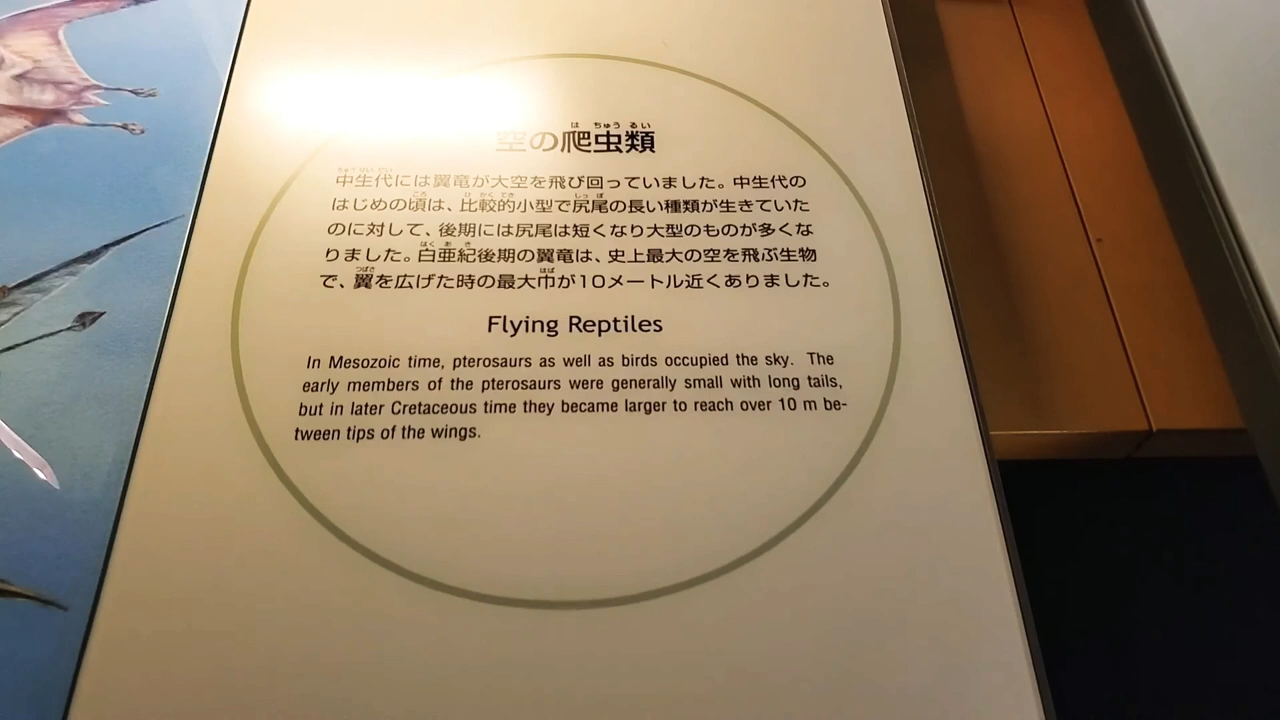 空の爬虫類
中生代には翼竜が大空を飛び回っていました。中生代の
はじめの頃は、比較的小型で尻尾の長い種類が生きていた
のに対して、後期には尻尾は短くなり大型のものが多くな
りました。白亜紀後期の翼竜は、史上最大の空を飛ぶ生物
で、翼を広げた時の最大巾が10メートル近くありました。
Flying Reptiles
In Mesozoic time, pterosaurs as well as birds occupied the sky. The
early members of the pterosaurs were generally small with long tails,
but in later Cretaceous time they became larger to reach over 10 m be-
tween tips of the wings.